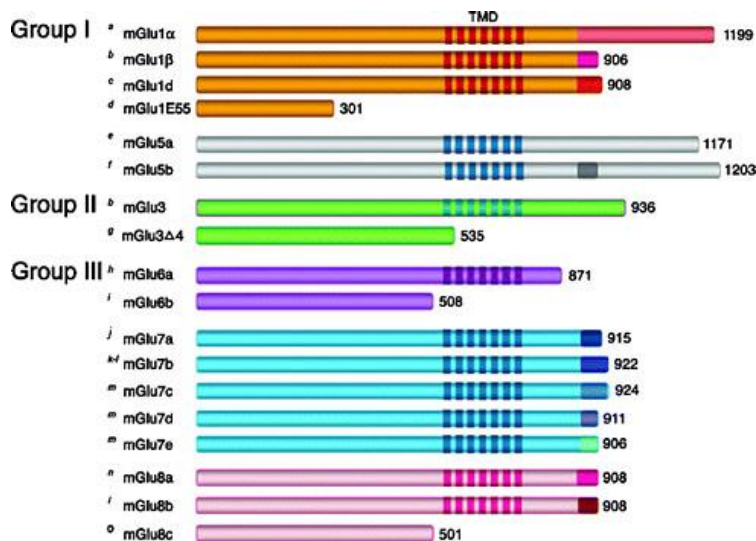 TMD
Group I a mGlu1α 1199
b mGlu1β 906
c mGlu1d 908
d mGlu1E55 301
e mGlu5a 1171
f mGlu5b 1203
Group II b mGlu3 936
g mGlu3Δ4 535
Group III h mGlu6a 871
i mGlu6b 508
j mGlu7a 915
k-l mGlu7b 922
m mGlu7c 924
m mGlu7d 911
m mGlu7e 906
n mGlu8a 908
i mGlu8b 908
o mGlu8c 501